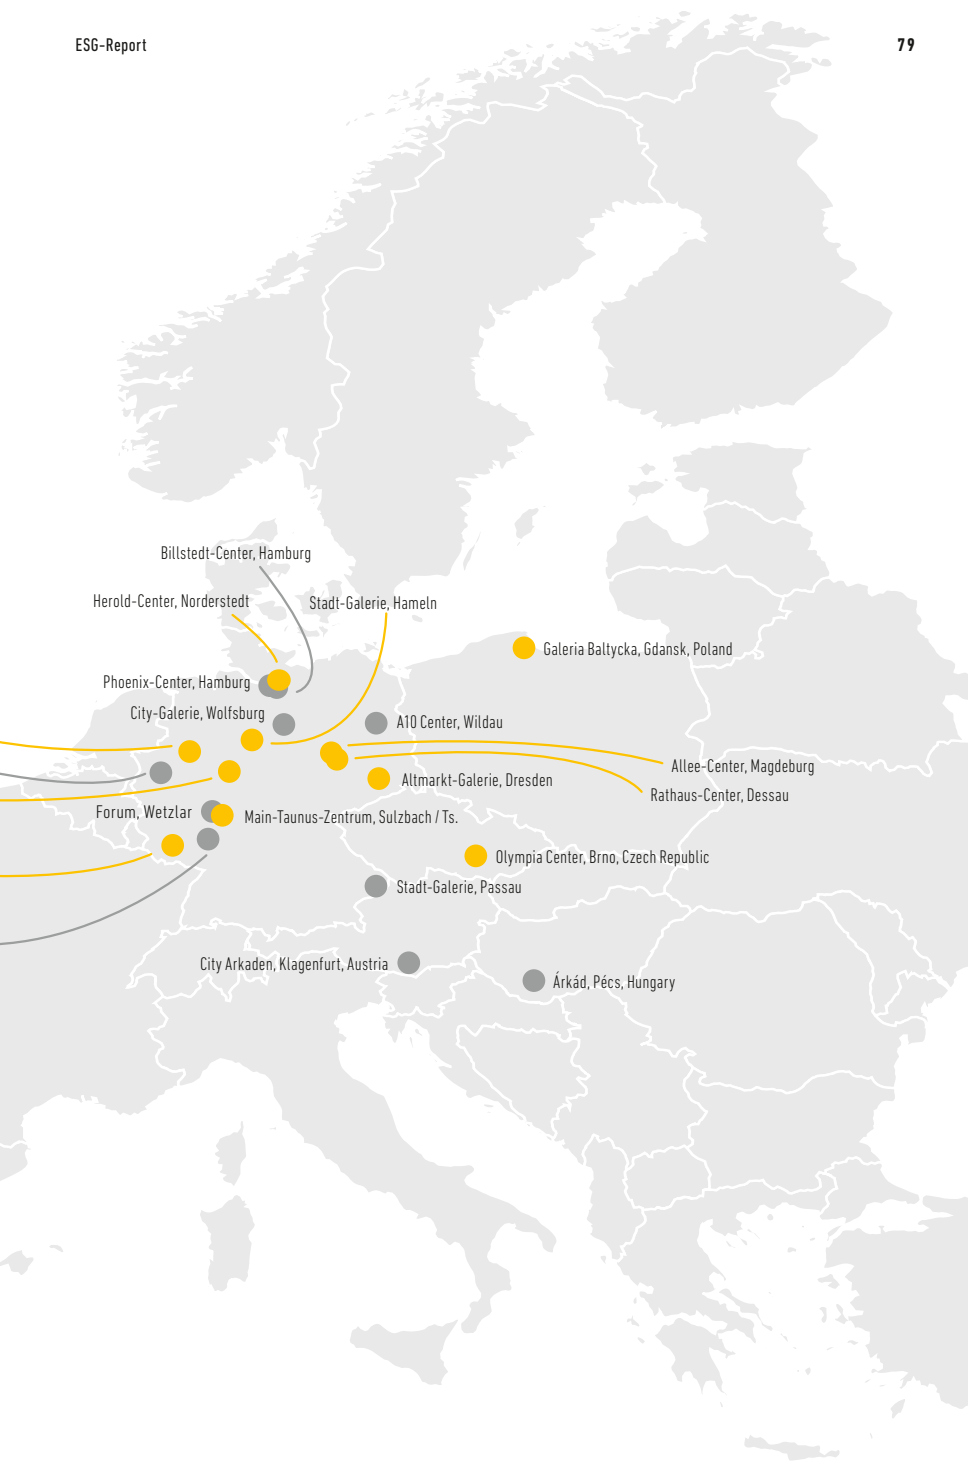 ESG-Report
79
Billstedt-Center, Hamburg
Herold-Center, Norderstedt
Stadt-Galerie, Hameln
Galeria Baltycka, Gdansk, Poland
Phoenix-Center, Hamburg
City-Galerie, Wolfsburg
A10 Center, Wildau
Allee-Center, Magdeburg
Altmarkt-Galerie, Dresden
Rathaus-Center, Dessau
Forum, Wetzlar
Main-Taunus-Zentrum, Sulzbach / Ts.
Olympia Center, Brno, Czech Republic
Stadt-Galerie, Passau
City Arkaden, Klagenfurt, Austria
Árkád, Pécs, Hungary